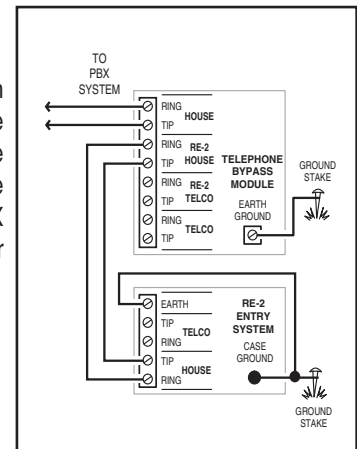 TO
PBX
SYSTEM
RING
HOUSE
TIP
RING RE-2
TIP HOUSE
RING RE-2
TIP TELCO
RING
TELCO
TIP
TELEPHONE
BYPASS
MODULE
EARTH
GROUND
GROUND
STAKE
EARTH
TIP
TELCO
RING
TIP
HOUSE
RING
RE-2
ENTRY
SYSTEM
CASE
GROUND
GROUND
STAKE